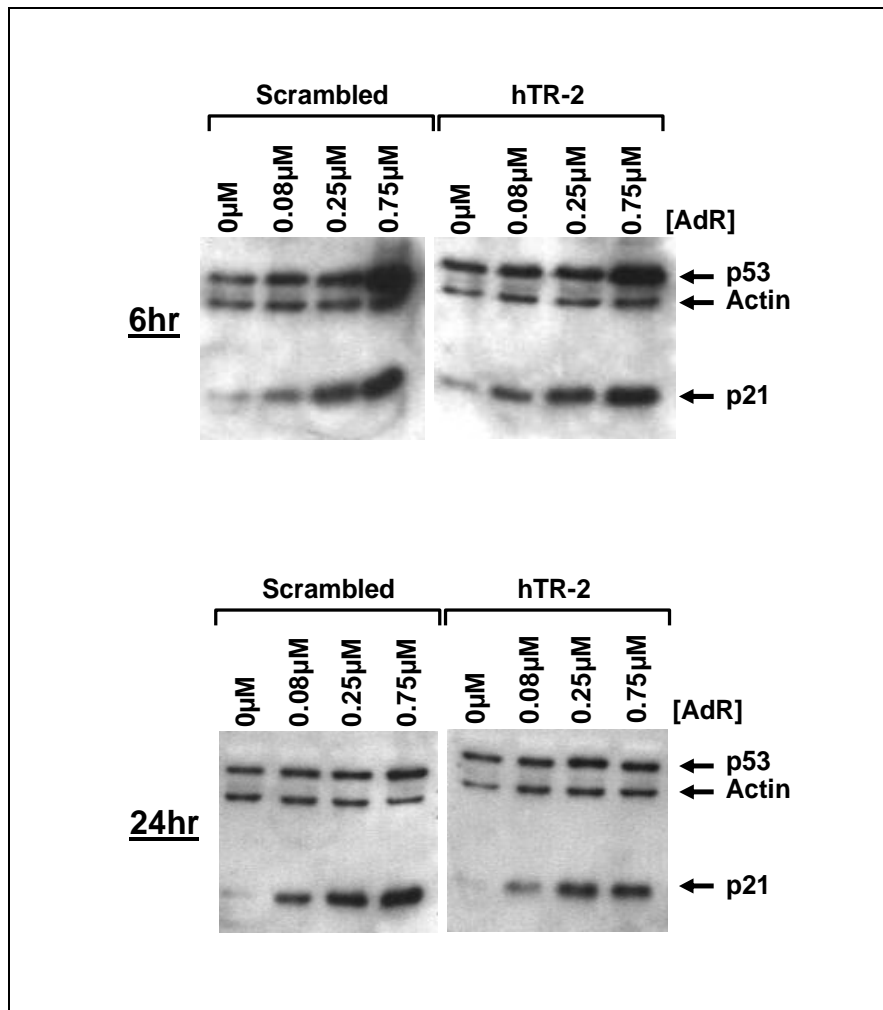 Scrambled hTR-2
0µM 0.08µM 0.25µM 0.75µM 0µM 0.08µM 0.25µM 0.75µM [AdR]
p53
Actin
6hr
p21
Scrambled hTR-2
0µM 0.08µM 0.25µM 0.75µM 0µM 0.08µM 0.25µM 0.75µM [AdR]
p53
Actin
24hr
p21